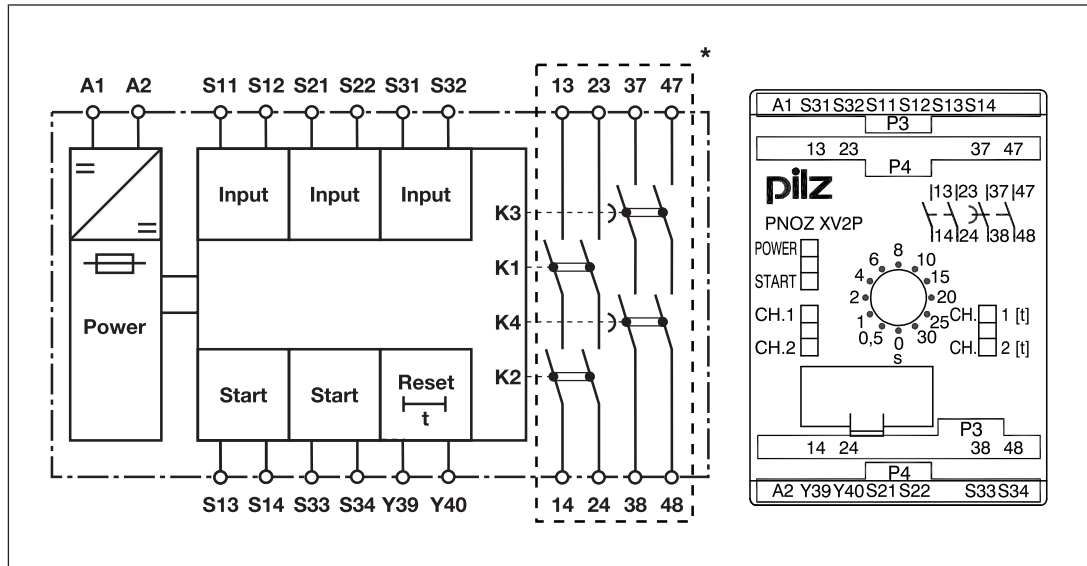 *
A1 A2 S11 S12 S21 S22 S31 S32 13 23 37 47
Input Input Input
K3
K1
K4
K2
Power
Start Start Reset
t
S13 S14 S33 S34 Y39 Y40 14 24 38 48
A1 S31 S32 S11 S12 S13 S14
P3
13 23 37 47
P4
pilz
PNOZ XV2P
13 23 37 47
14 24 38 48
POWER
START
CH.1
CH.2
0 0,5 1 2 4 6 8 10 15 20 25 30
s
CH. 1 [t]
CH. 2 [t]
P3
14 24 38 48
P4
A2 Y39 Y40 S21 S22 S33 S34